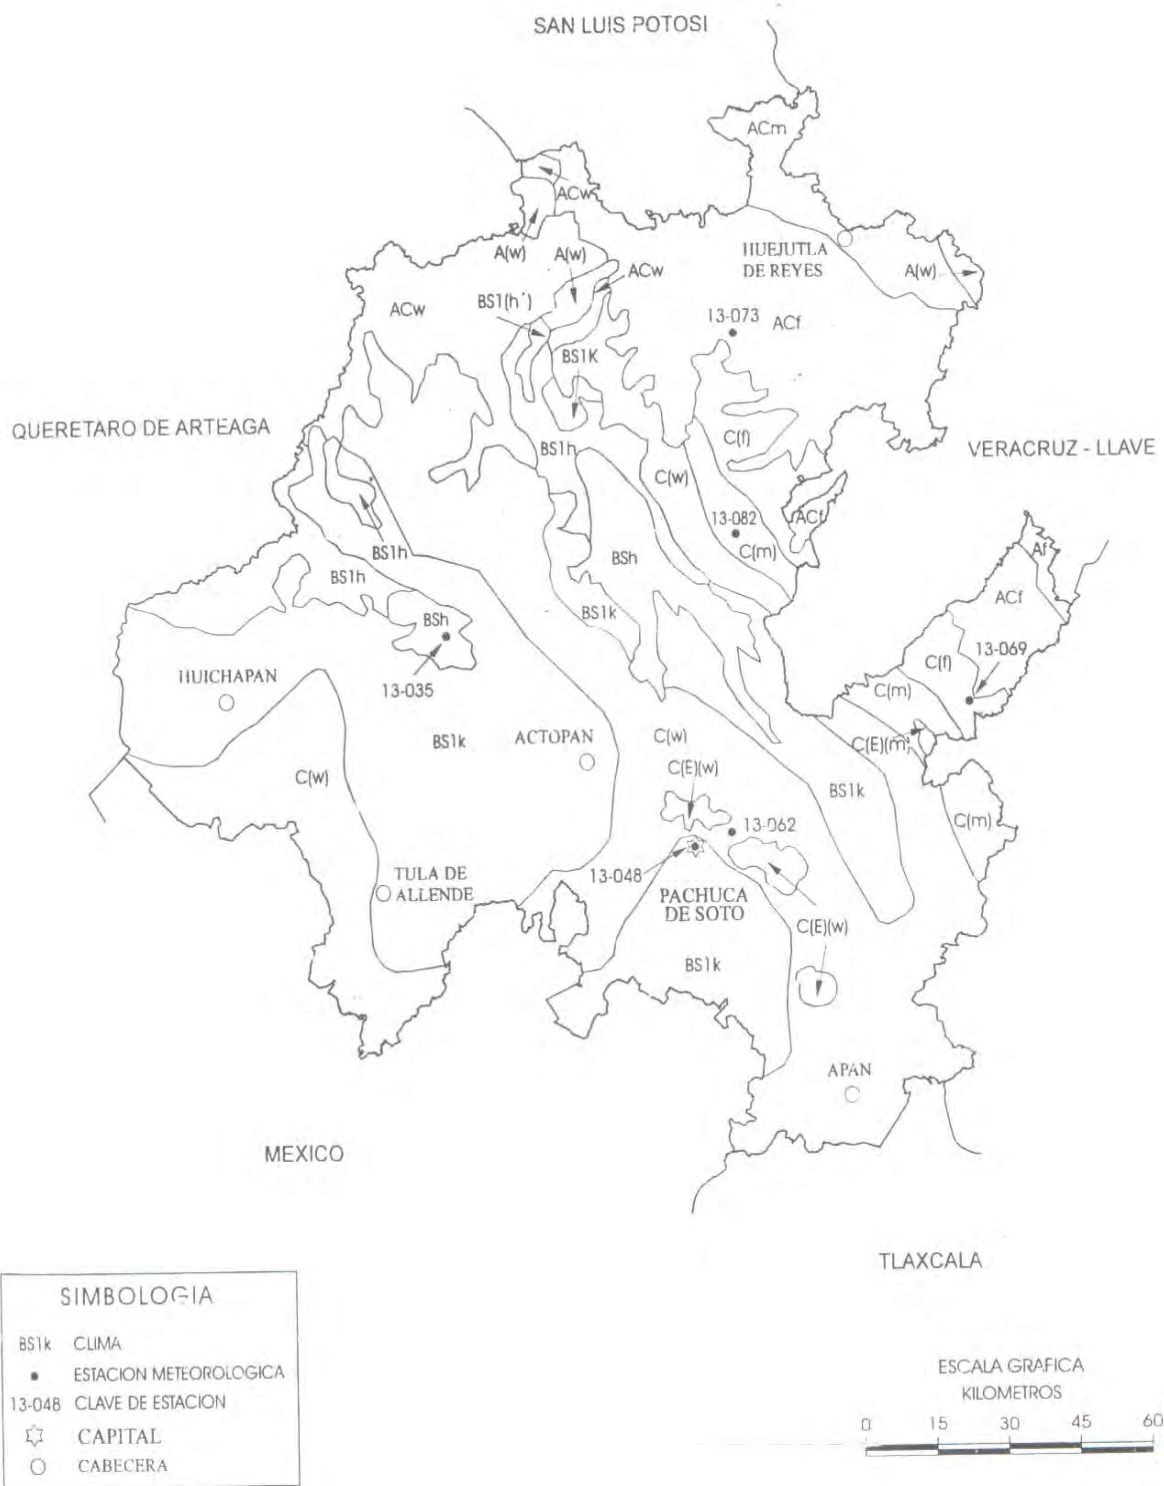 SAN LUIS POTOSI
ACm
ACw
HUEJUTLA
DE REYES
A(w)
A(w)
A(w)
ACw
BS1(h´)
ACw
13-073
ACf
BS1K
QUERETARO DE ARTEAGA
C(f)
VERACRUZ - LLAVE
BS1h
C(w)
13-082
ACf
C(m)
BS1h
BSh
Af
BS1h
ACf
BS1k
BSh
13-069
C(f)
HUICHAPAN
13-035
C(m)
BS1k
ACTOPAN
C(w)
C(E)(m)
C(w)
C(E)(w)
BS1k
C(m)
13-062
13-048
TULA DE
ALLENDE
PACHUCA
DE SOTO
C(E)(w)
BS1k
APAN
MEXICO
TLAXCALA
SIMBOLOGIA
BS1k CLIMA
ESTACION METEOROLOGICA
13-048 CLAVE DE ESTACION
CAPITAL
CABECERA
ESCALA GRAFICA
KILOMETROS
0 15 30 45 60